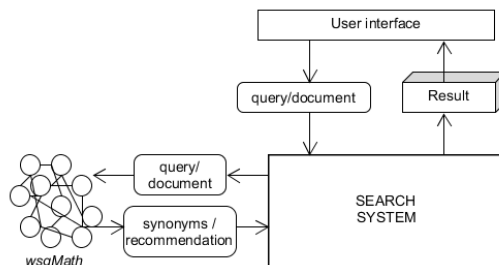 User interface
query/document
Result
query/
document
synonyms /
recommendation
SEARCH
SYSTEM
wsgMath